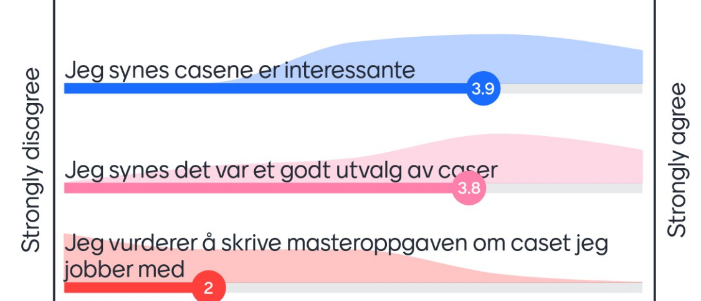 Strongly disagree
Jeg synes casene er interessante
3.9
Jeg synes det var et godt utvalg av caser
3.8
Jeg vurderer å skrive masteroppgaven om caset jeg
jobber med
2
Strongly agree